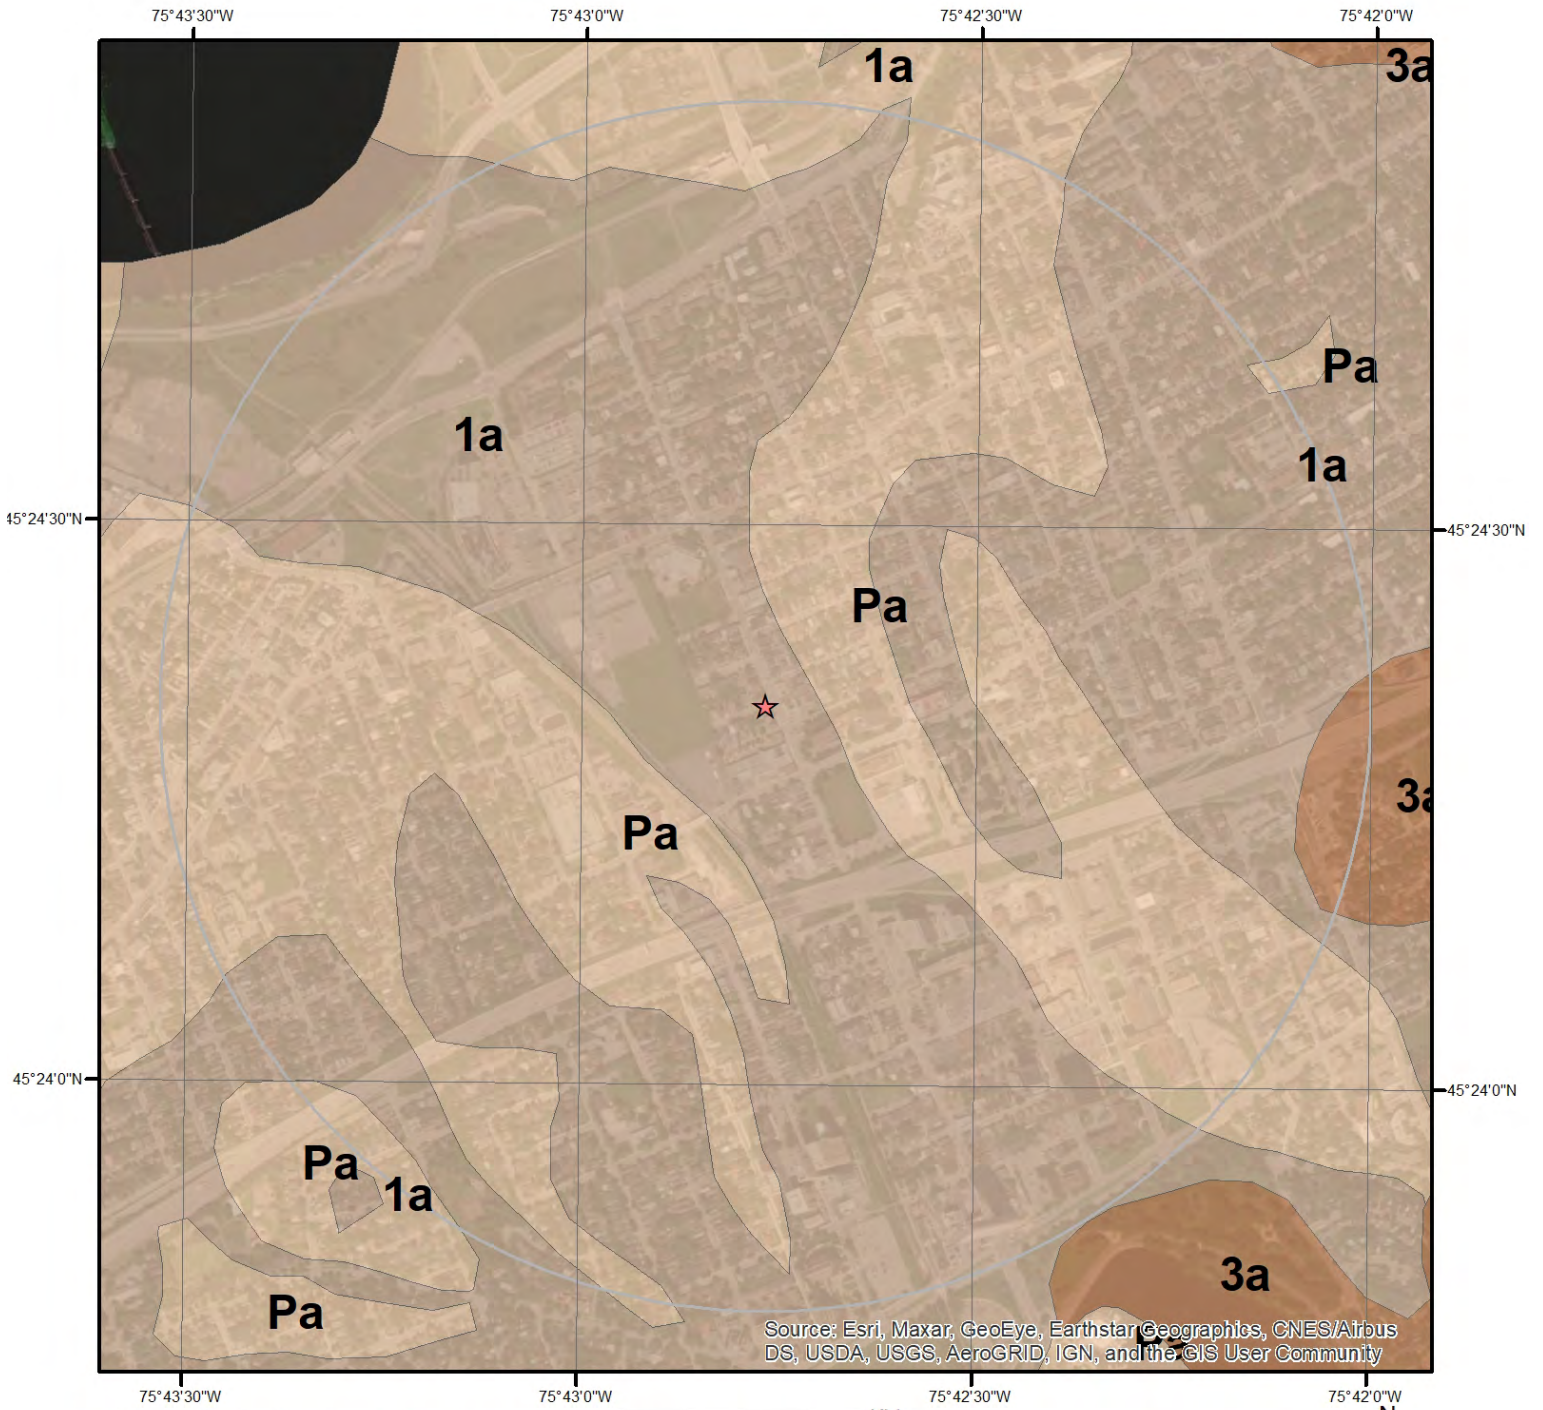 75°43'30"W 75°43'0"W 75°42'30"W 75°42'0"W
1a 3a
Pa
1a
1a
45°24'30"N 45°24'30"N
Pa
3a
Pa
45°24'0"N 45°24'0"N
Pa
1a
3a
Pa
Source: Esri, Maxar, GeoEye, Earthstar Geographics, CNES/Airbus
DS, USDA, USGS, AeroGRID, IGN, and the GIS User Community
75°43'30"W 75°43'0"W 75°42'30"W 75°42'0"W